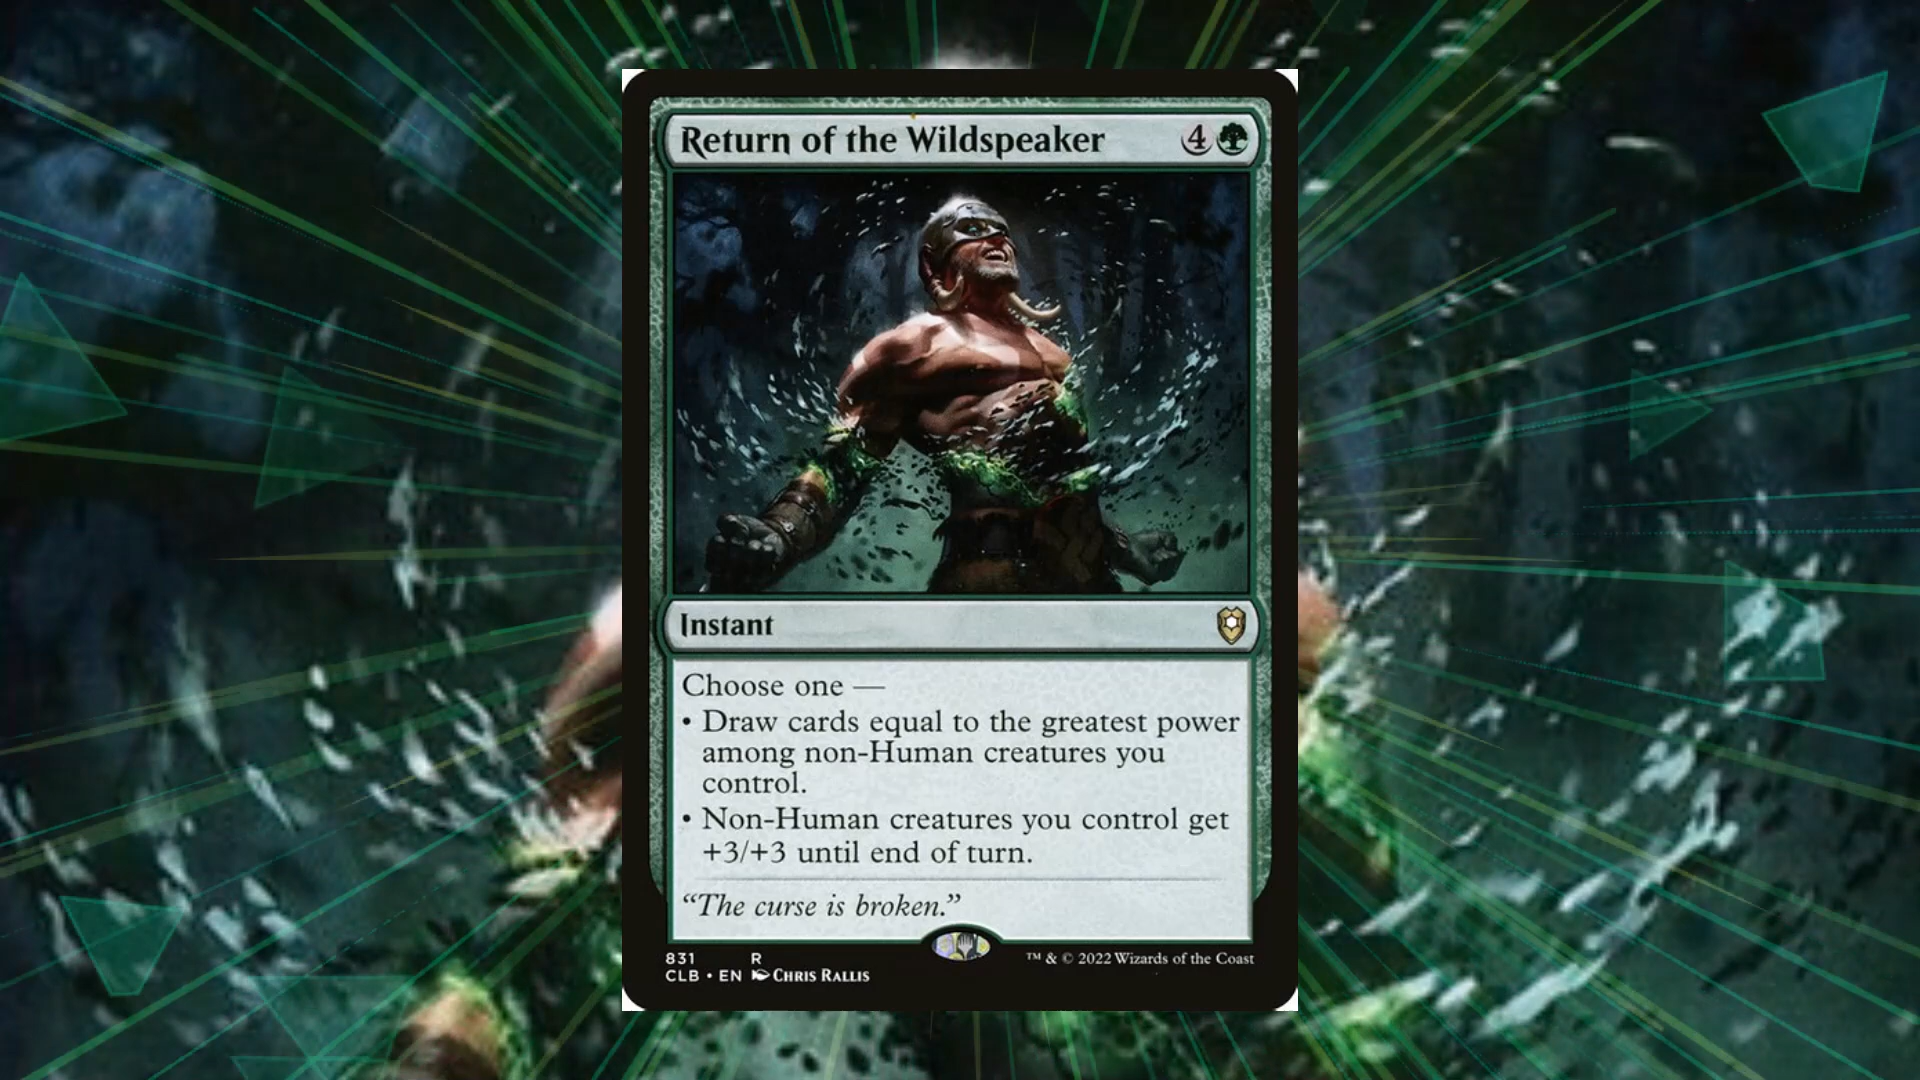 Return of the Wildspeaker 4
Instant
Choose one —
• Draw cards equal to the greatest power
among non-Human creatures you
control.
• Non-Human creatures you control get
+3/+3 until end of turn.
“The curse is broken.”
831 R
CLB • EN Chris Rallis
™ & © 2022 Wizards of the Coast